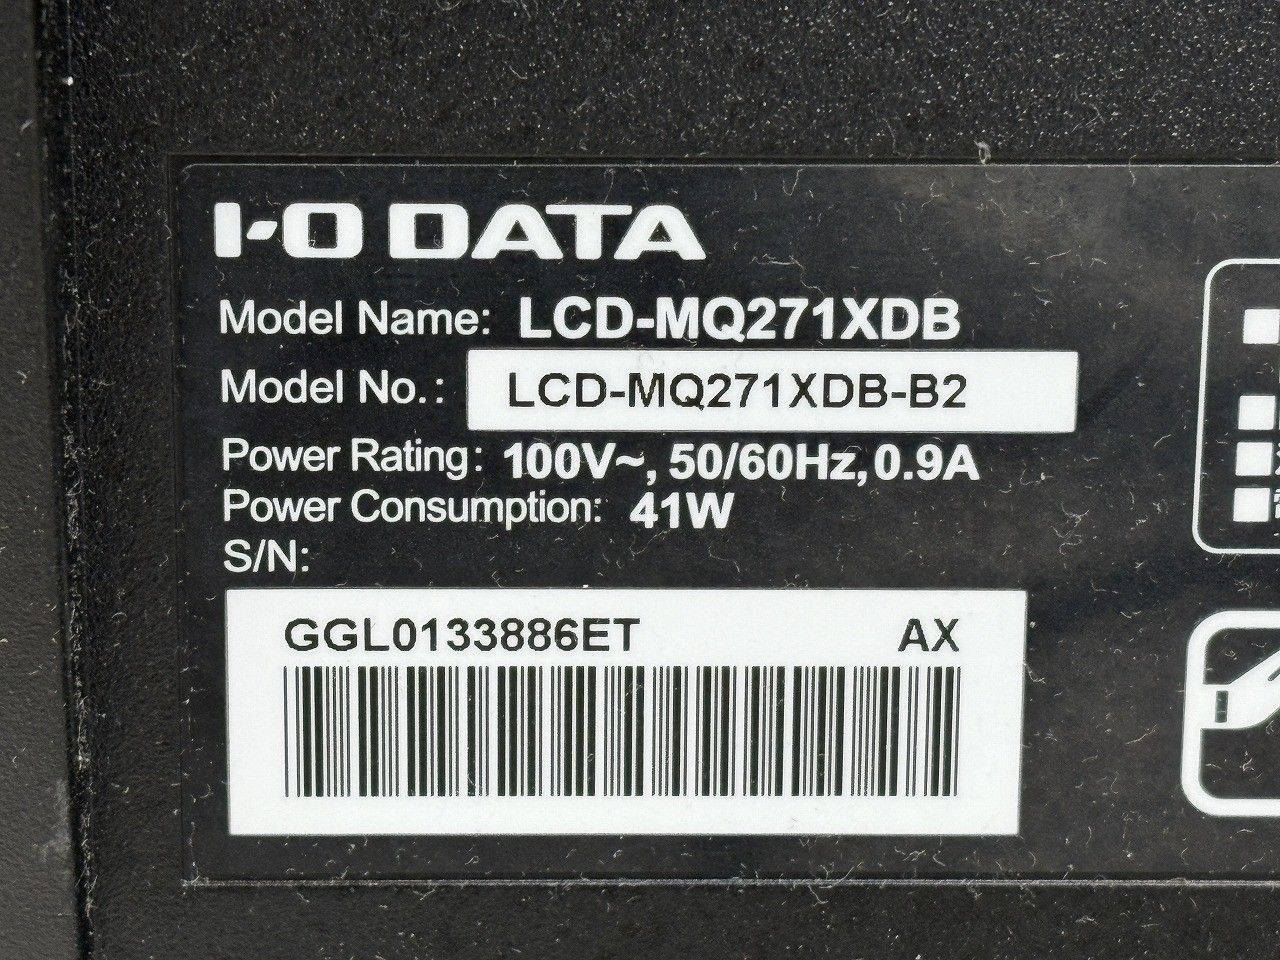 I-O DATA
Model Name: LCD-MQ271XDB
Model No.: LCD-MQ271XDB-B2
Power Rating: 100V~, 50/60Hz, 0.9A
Power Consumption: 41W
S/N:
GGL0133886ET AX